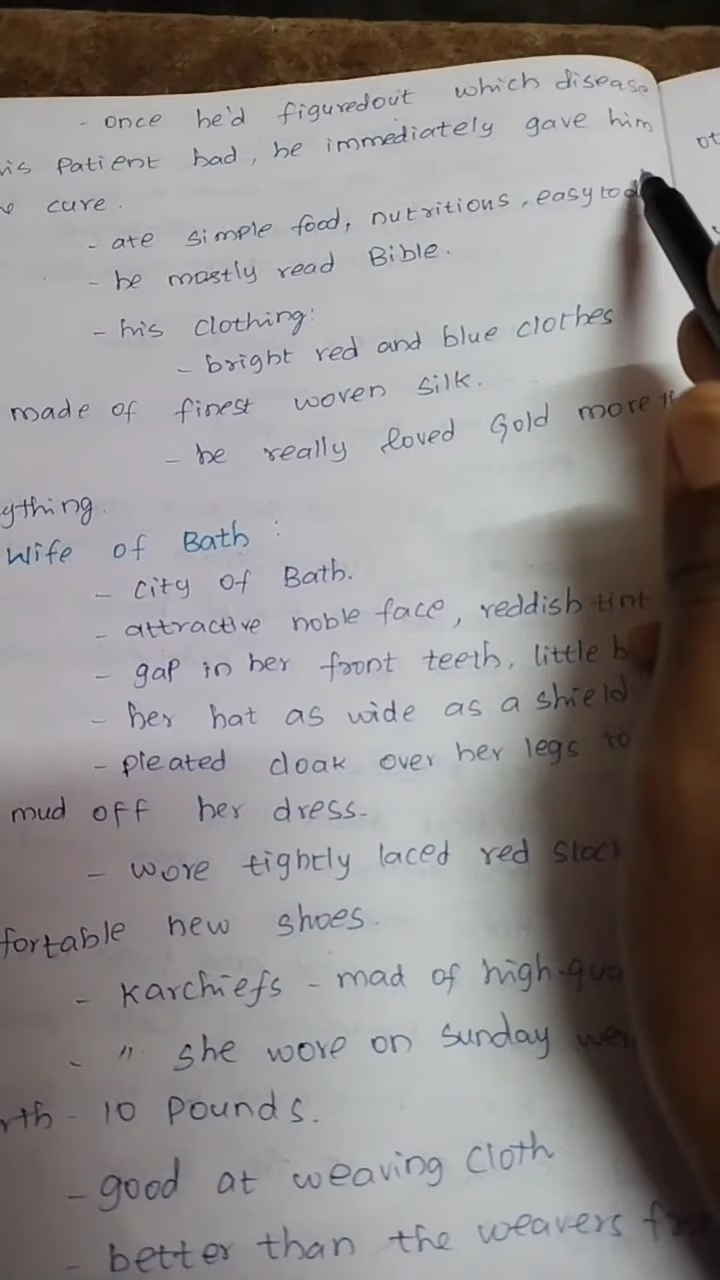 - once he'd figuredout which disease
is patient had, he immediately gave him
cure.
- ate simple food, nutritious, easy to d
- he mostly read Bible.
- his clothing:
- bright red and blue clothes
made of finest woven silk.
- he really loved Gold more
ything.
Wife of Bath:
- City of Bath.
- attractive noble face, reddish tint
- gap in her front teeth, little b
- her hat as wide as a shield
- pleated cloak over her legs to
mud off her dress.
- wore tightly laced red stock
fortable new shoes.
- Karchiefs - mad of high-qua
- " she wore on Sunday wer
rth - 10 Pounds.
- good at weaving cloth
- better than the weavers